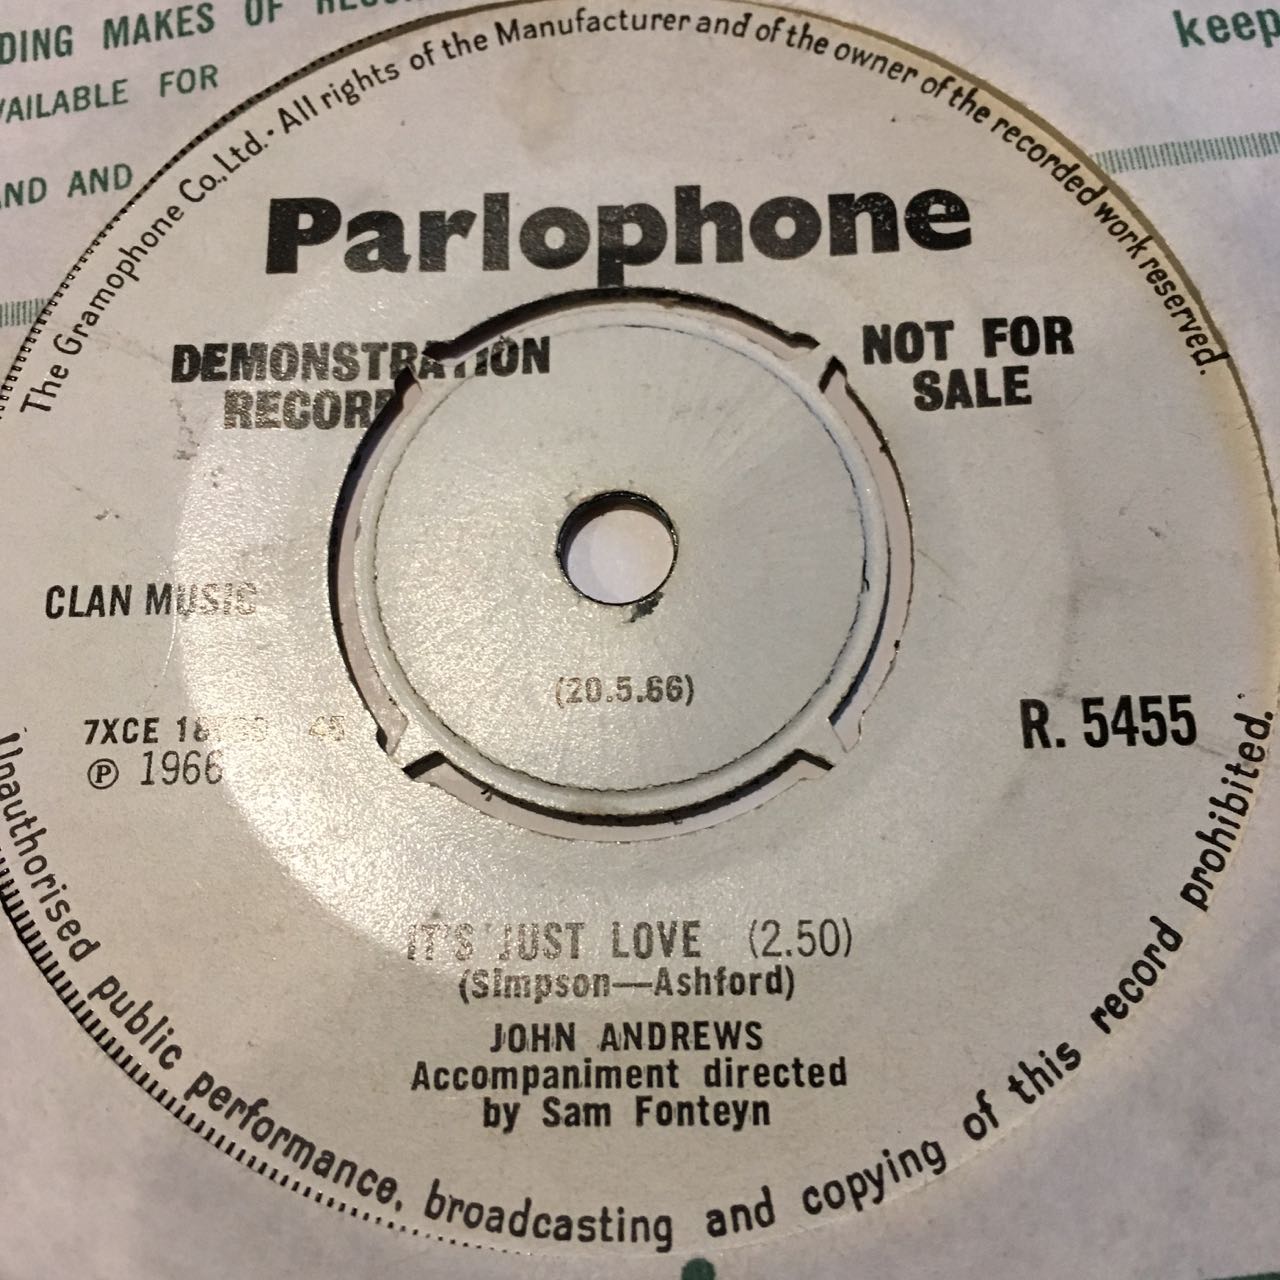 DING MAKES OF
AILABLE FOR
ND AND
keep
The Gramophone Co., Ltd. · All rights of the Manufacturer and of the owner of the recorded work reserved.
Parlophone
DEMONSTRATION
RECORD
NOT FOR
SALE
CLAN MUSIC
(20.5.66)
7XCE
℗ 1966
R. 5455
IT'S JUST LOVE (2.50)
(Simpson—Ashford)
JOHN ANDREWS
Accompaniment directed
by Sam Fonteyn
Unauthorised public performance, broadcasting and copying of this record prohibited.